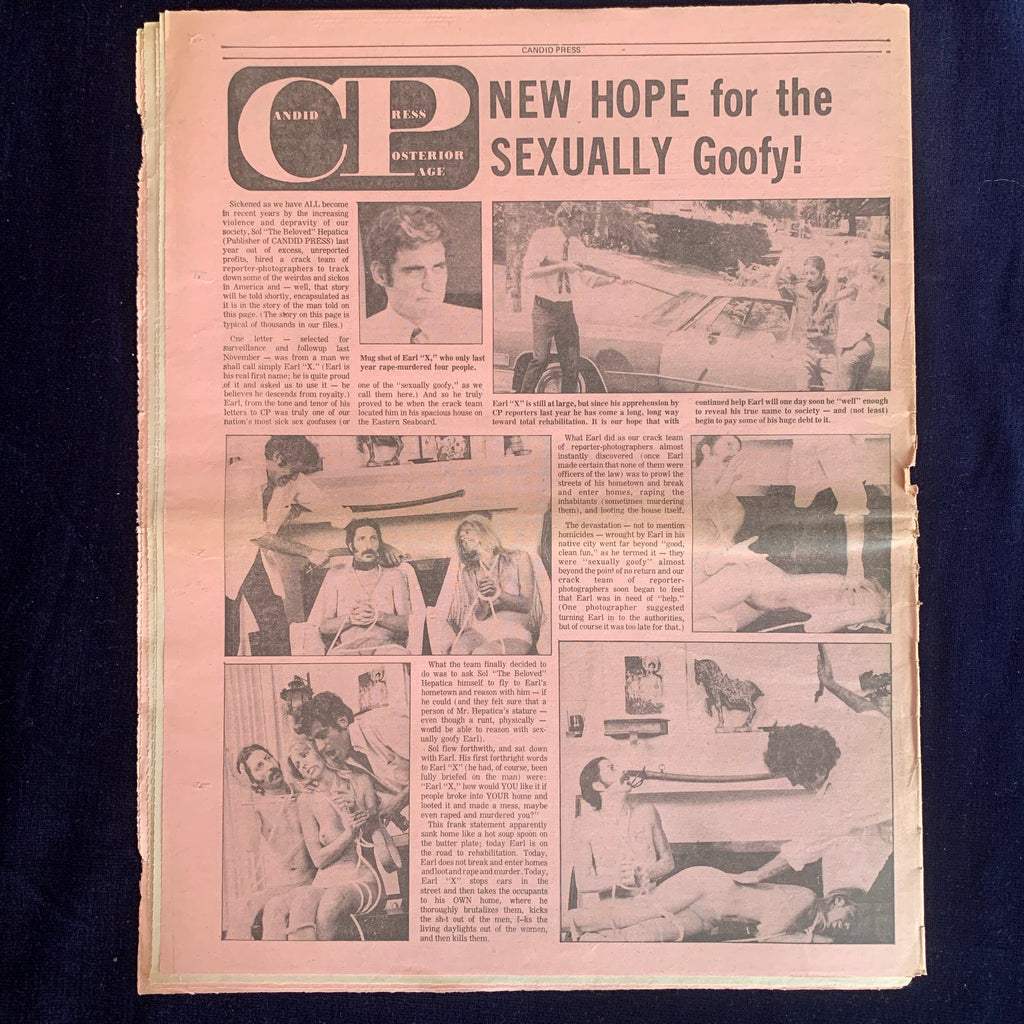 CANDID PRESS
CP
ANDID RESS
OSTERIOR
AGE
NEW HOPE for the
SEXUALLY Goofy!
Sickened as we have ALL become
in recent years by the increasing
violence and depravity of our
society, Sol "The Beloved" Hepatica
(Publisher of CANDID PRESS) last
year out of excess, unreported
profits, hired a crack team of
reporter-photographers to track
down some of the weirdos and sickos
in America and — well, that story
will be told shortly, encapsulated as
it is in the story of the man told on
this page. (The story on this page is
typical of thousands in our files.)
One letter — selected for
surveillance and followup last
November — was from a man we
shall call simply Earl "X." (Earl is
his real first name; he is quite proud
of it and asked us to use it — he
believes he descends from royalty.)
Earl, from the tone and tenor of his
letters to CP was truly one of our
nation's most sick sex goofuses (or
Mug shot of Earl "X," who only last
year rape-murdered four people.
one of the "sexually goofy," as we
call them here.) And so he truly
proved to be when the crack team
located him in his spacious house on
the Eastern Seaboard.
Earl "X" is still at large, but since his apprehension by
CP reporters last year he has come a long, long way
toward total rehabilitation. It is our hope that with
continued help Earl will one day soon be "well" enough
to reveal his true name to society — and (not least)
begin to pay some of his huge debt to it.
What Earl did as our crack team
of reporter-photographers almost
instantly discovered (once Earl
made certain that none of them were
officers of the law) was to prowl the
streets of his hometown and break
and enter homes, raping the
inhabitants (sometimes murdering
them), and looting the house itself.
The devastation — not to mention
homicides — wrought by Earl in his
native city went far beyond "good,
clean fun," as he termed it — they
were "sexually goofy" almost
beyond the point of no return and our
crack team of reporter-
photographers soon began to feel
that Earl was in need of "help."
(One photographer suggested
turning Earl in to the authorities,
but of course it was too late for that.)
What the team finally decided to
do was to ask Sol "The Beloved"
Hepatica himself to fly to Earl's
hometown and reason with him — if
he could (and they felt sure that a
person of Mr. Hepatica's stature —
even though a runt, physically —
would be able to reason with sex-
ually goofy Earl).
Sol flew forthwith, and sat down
with Earl. His first forthright words
to Earl "X" (he had, of course, been
fully briefed on the man) were:
"Earl "X," how would YOU like it if
people broke into YOUR home and
looted it and made a mess, maybe
even raped and murdered you?"
This frank statement apparently
sank home like a hot soup spoon on
the butter plate; today Earl is on
the road to rehabilitation. Today,
Earl does not break and enter homes
and loot and rape and murder. Today,
Earl "X" stops cars in the
street and then takes the occupants
to his OWN home, where he
thoroughly brutalizes them, kicks
the sh-t out of the men, f-ks the
living daylights out of the women,
and then kills them.